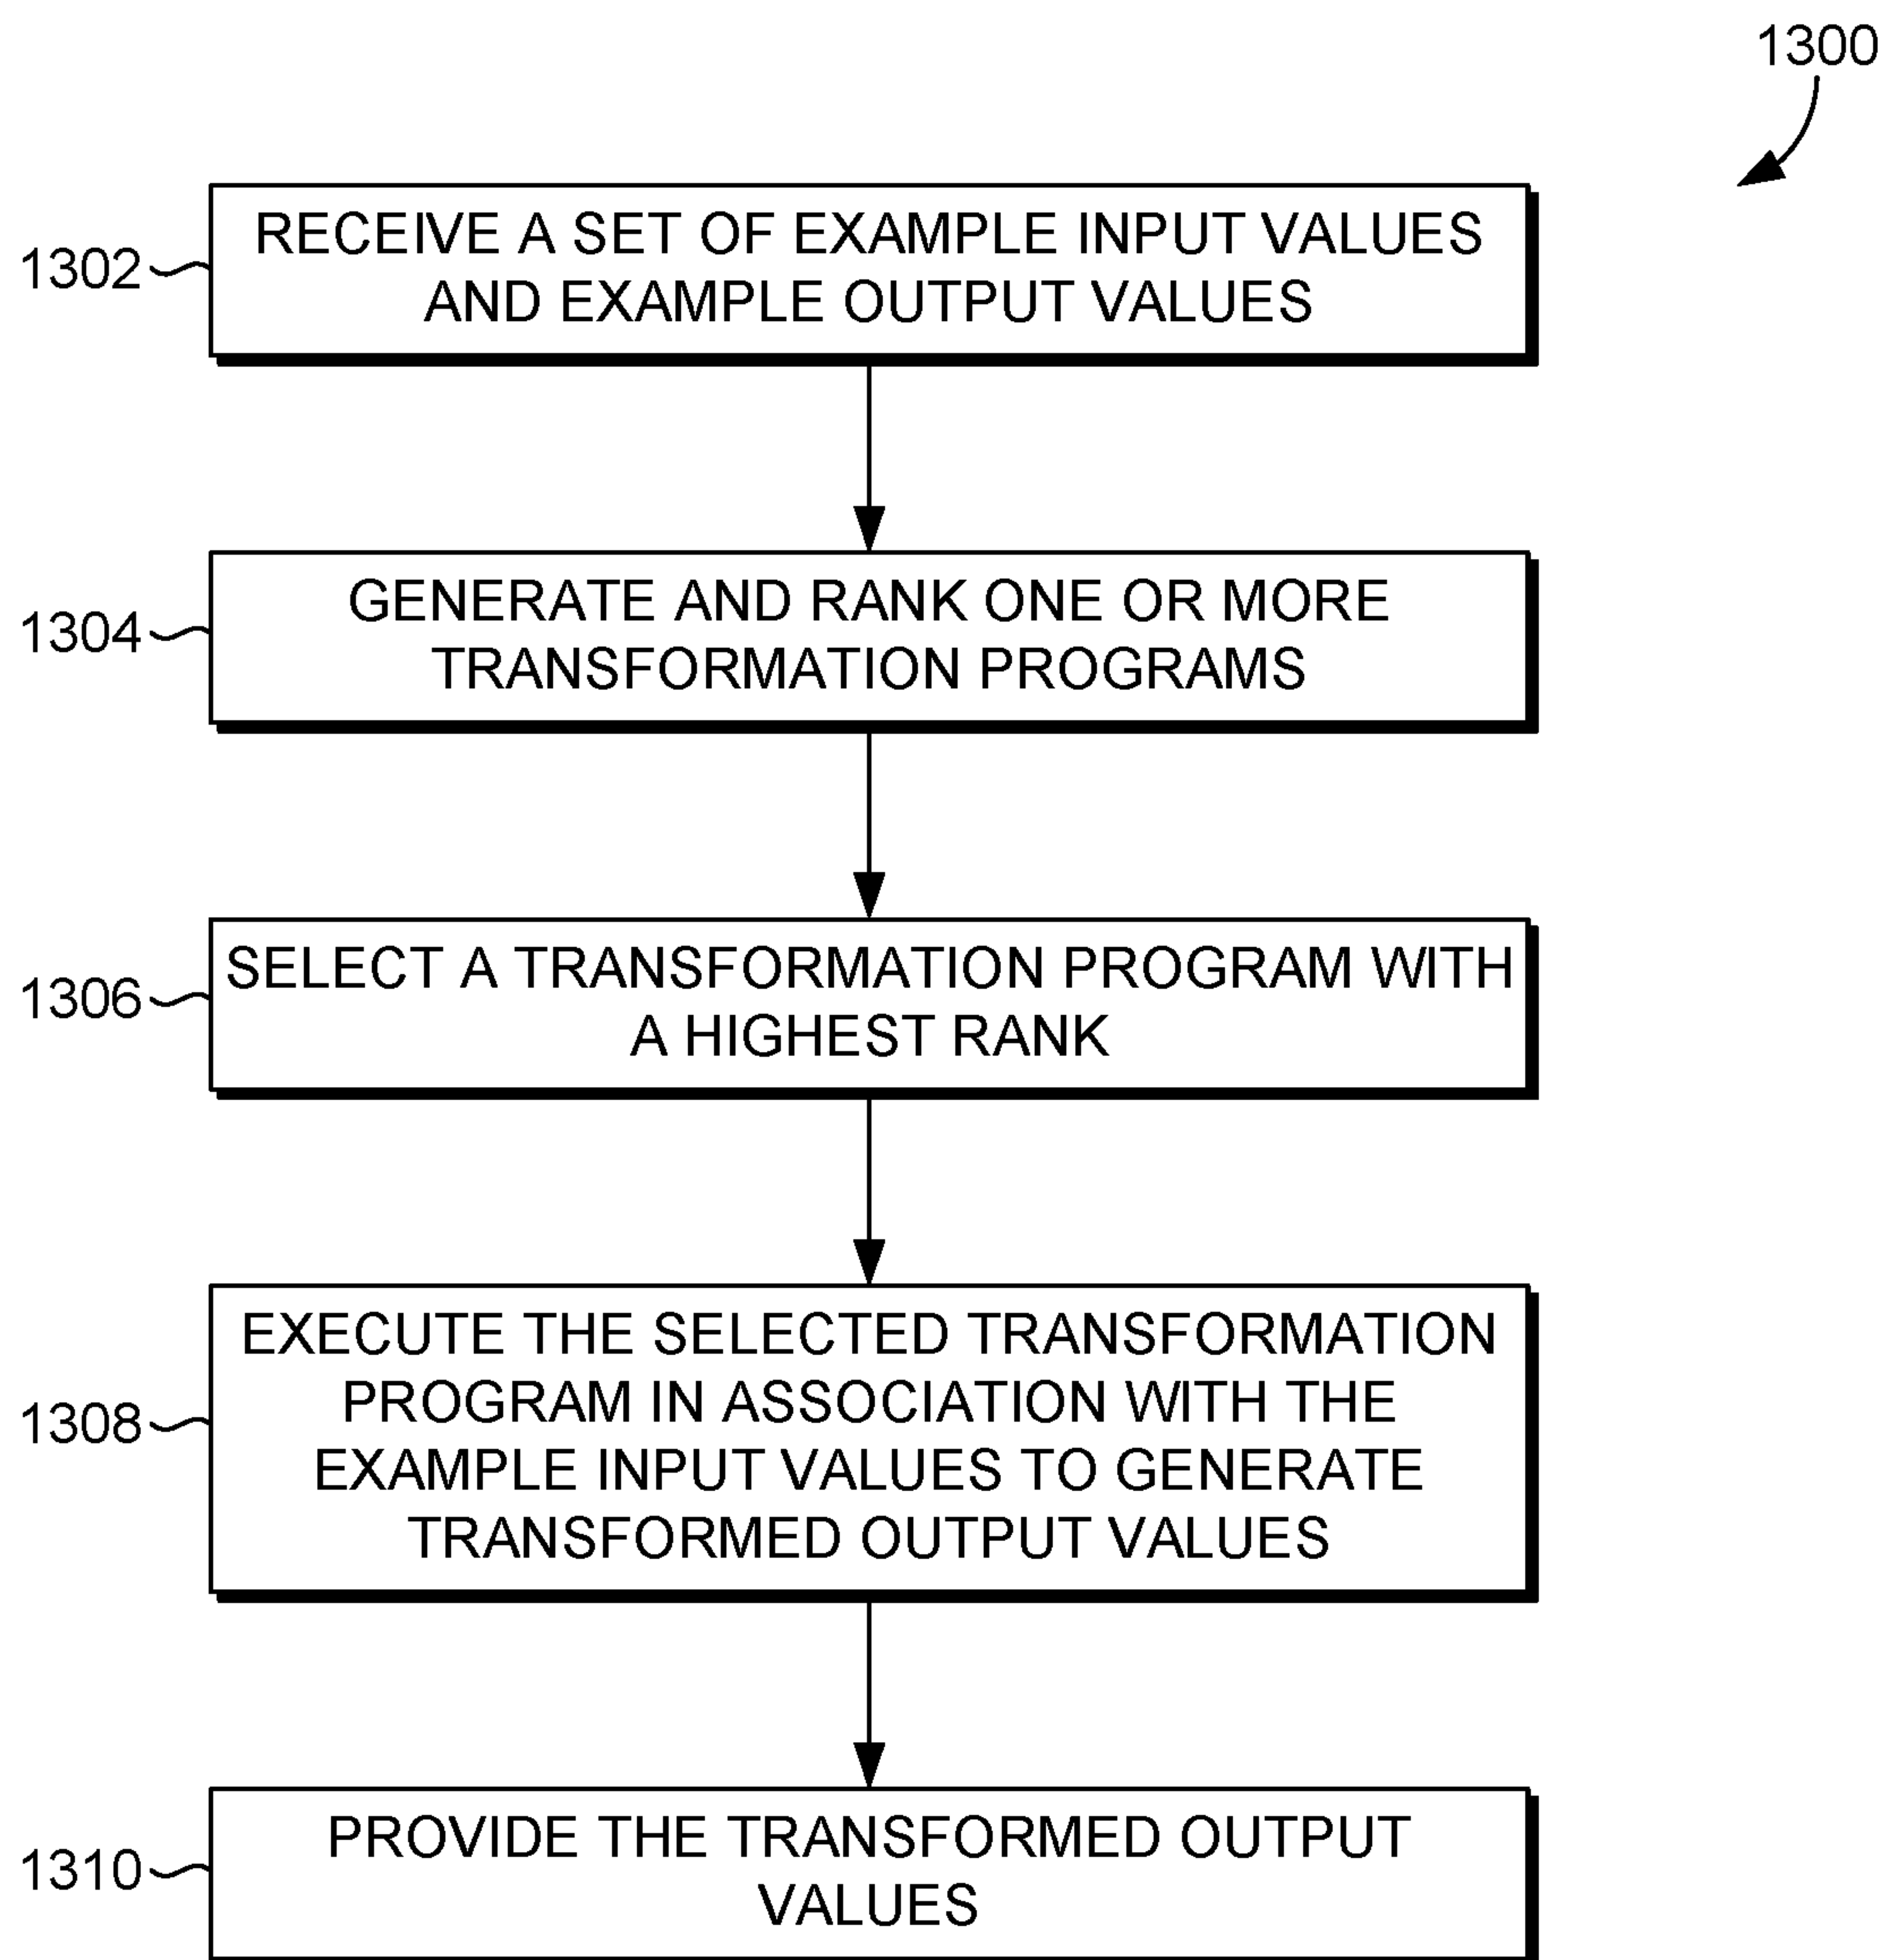 1300
1302
RECEIVE A SET OF EXAMPLE INPUT VALUES
AND EXAMPLE OUTPUT VALUES
1304
GENERATE AND RANK ONE OR MORE
TRANSFORMATION PROGRAMS
1306
SELECT A TRANSFORMATION PROGRAM WITH
A HIGHEST RANK
1308
EXECUTE THE SELECTED TRANSFORMATION
PROGRAM IN ASSOCIATION WITH THE
EXAMPLE INPUT VALUES TO GENERATE
TRANSFORMED OUTPUT VALUES
1310
PROVIDE THE TRANSFORMED OUTPUT
VALUES